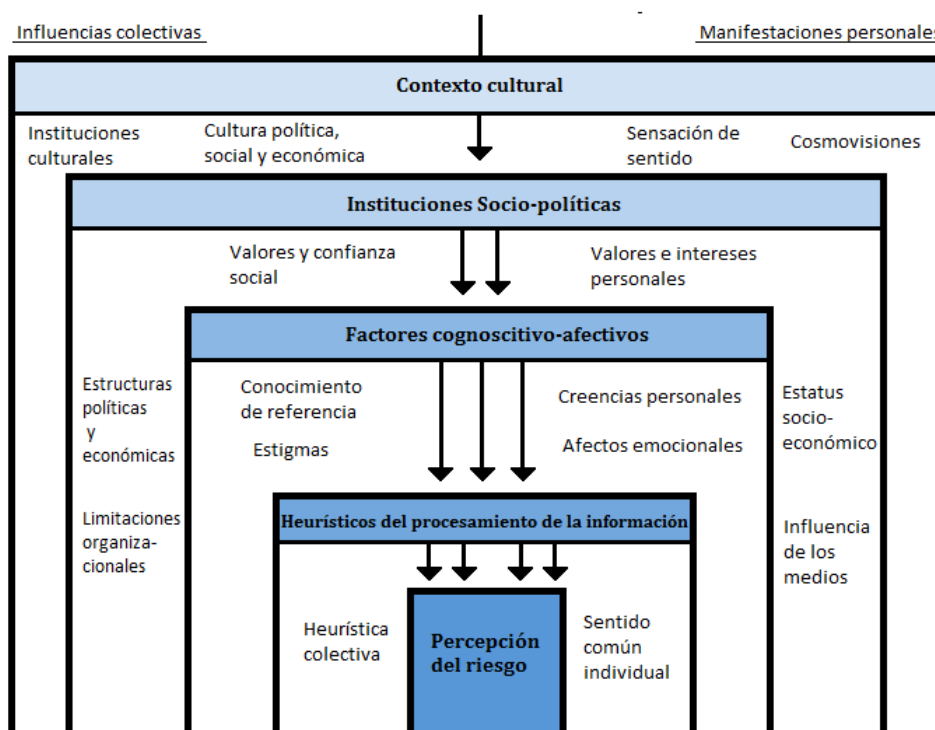 Influencias colectivas
Manifestaciones personales
Contexto cultural
Instituciones
culturales
Cultura política,
social y económica
Sensación de
sentido
Cosmovisiones
Instituciones Socio-políticas
Valores y confianza
social
Valores e intereses
personales
Factores cognoscitivo-afectivos
Estructuras
políticas
y
económicas
Conocimiento
de referencia
Estigmas
Creencias personales
Afectos emocionales
Estatus
socio-
económico
Limitaciones
organiza-
cionales
Heurísticos del procesamiento de la información
Influencia
de los
medios
Heurística
colectiva
Percepción
del riesgo
Sentido
común
individual